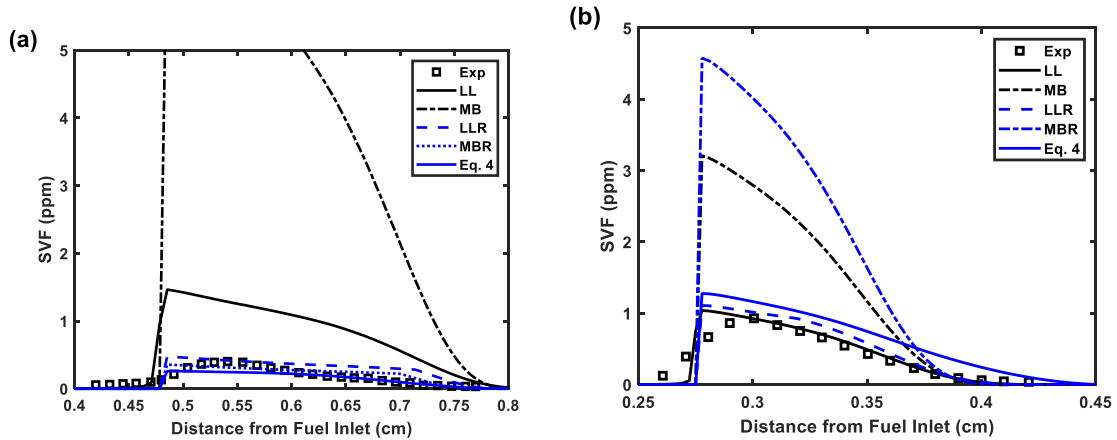 (a)
5
4
3
2
1
0
SVF (ppm)
0.4
0.45
0.5
0.55
0.6
0.65
0.7
0.75
0.8
Distance from Fuel Inlet (cm)
Exp
LL
MB
LLR
MBR
Eq. 4
(b)
5
4
3
2
1
0
SVF (ppm)
0.25
0.3
0.35
0.4
0.45
Distance from Fuel Inlet (cm)
Exp
LL
MB
LLR
MBR
Eq. 4